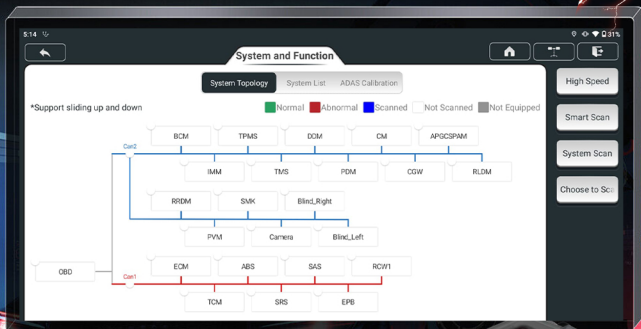 5:14
31%
System and Function
System Topology
System List
ADAS Calibration
High Speed
*Support sliding up and down
Normal
Abnormal
Scanned
Not Scanned
Not Equipped
Smart Scan
BCM
TPMS
DDM
CM
APGCSPAM
Can2
System Scan
IMM
TMS
PDM
CGW
RLDM
Choose to Sca
RRDM
SMK
Blind_Right
PVM
Camera
Blind_Left
OBD
ECM
ABS
SAS
RCW1
Can1
TCM
SRS
EPB